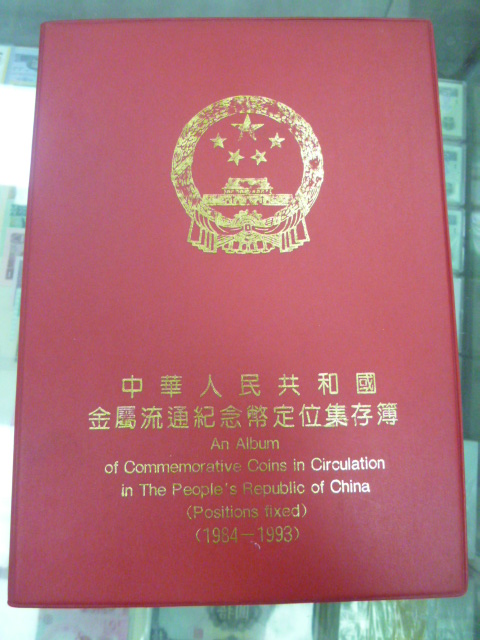 中華人民共和國
金屬流通紀念幣定位集存簿
An Album
of Commemorative Coins in Circulation
in The People's Republic of China
(Positions fixed)
(1984—1993)